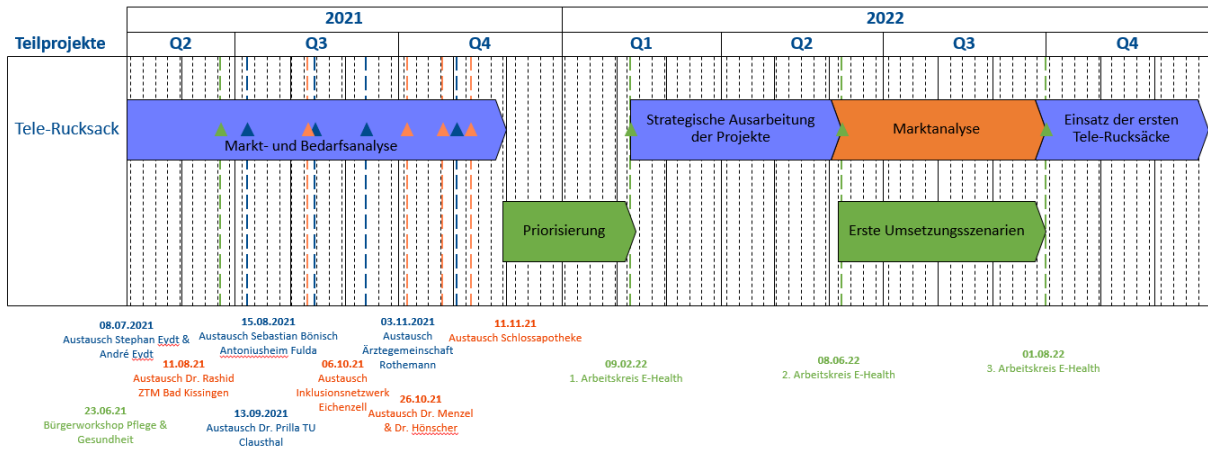 2021
2022
Teilprojekte
Q2
Q3
Q4
Q1
Q2
Q3
Q4
Tele-Rucksack
Markt- und Bedarfsanalyse
Strategische Ausarbeitung
der Projekte
Marktanalyse
Einsatz der ersten
Tele-Rucksäcke
Priorisierung
Erste Umsetzungsszenarien
08.07.2021
Austausch Stephan Eydt &
André Eydt
15.08.2021
Austausch Sebastian Bönisch
Antoniusheim Fulda
03.11.2021
Austausch
Ärztegemeinschaft
Rothemann
11.11.21
Austausch Schlossapotheke
11.08.21
Austausch Dr. Rashid
ZTM Bad Kissingen
06.10.21
Austausch
Inklusionsnetzwerk
Eichenzell
09.02.22
1. Arbeitskreis E-Health
08.06.22
2. Arbeitskreis E-Health
01.08.22
3. Arbeitskreis E-Health
23.06.21
Bürgerworkshop Pflege &
Gesundheit
13.09.2021
Austausch Dr. Prilla TU
Clausthal
26.10.21
Austausch Dr. Menzel
& Dr. Hönscher